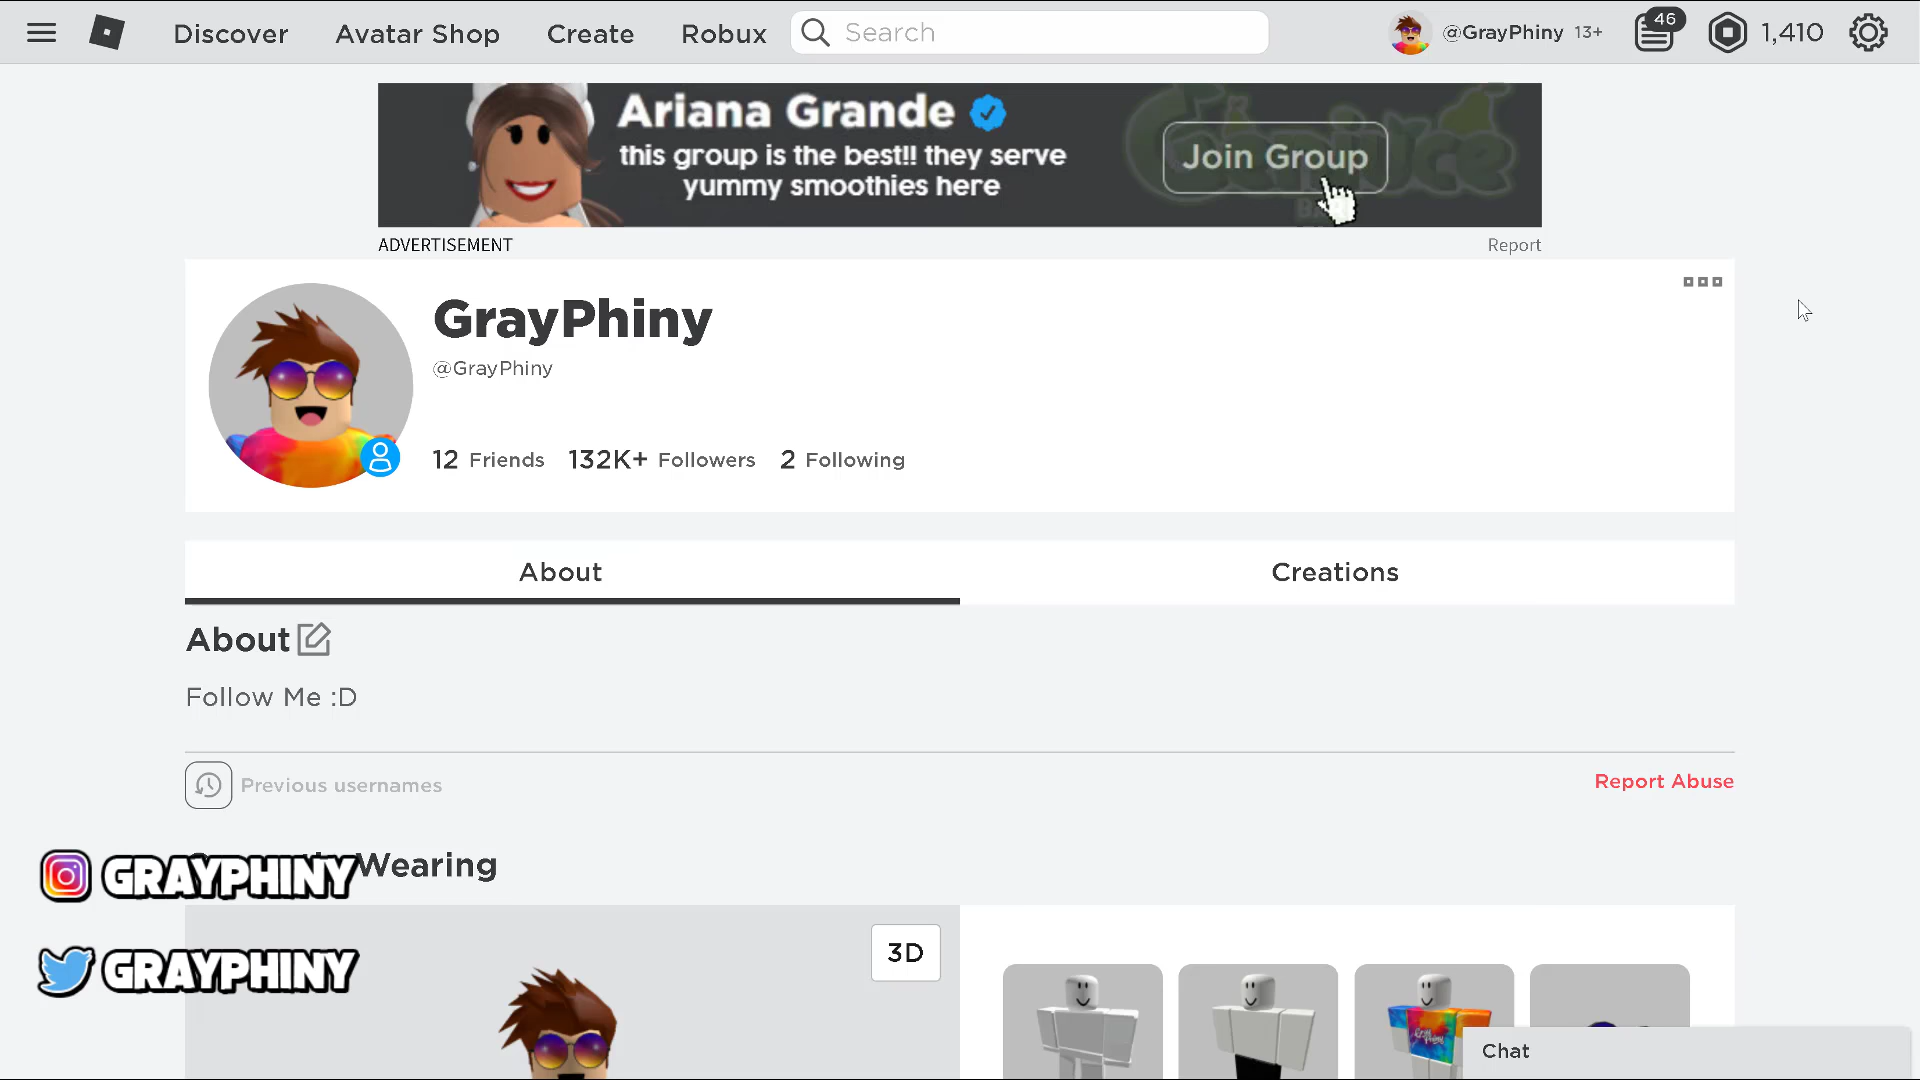 Discover
Avatar Shop
Create
Robux
Search
@GrayPhiny 13+
46
1,410
Ariana Grande
this group is the best!! they serve
yummy smoothies here
Join Group
ADVERTISEMENT
Report
GrayPhiny
@GrayPhiny
12 Friends 132K+ Followers 2 Following
About
Creations
About
Follow Me :D
Previous usernames
Report Abuse
Wearing
GRAYPHINY
3D
GRAYPHINY
Chat